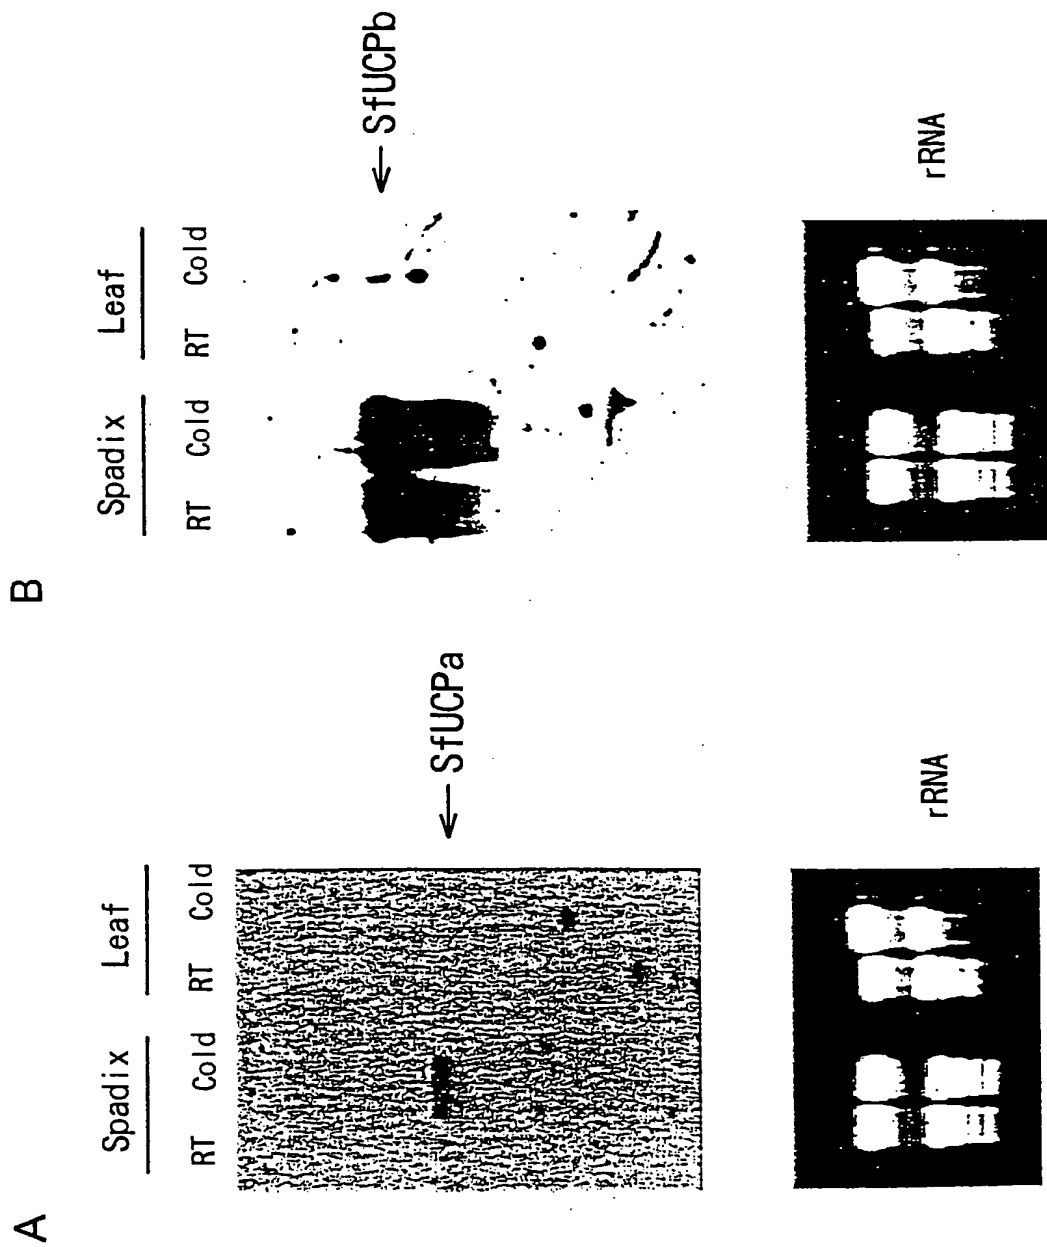 A
Spadix Leaf
RT Cold RT Cold
← SfUCPa
rRNA
B
Spadix Leaf
RT Cold RT Cold
← SfUCPb
rRNA